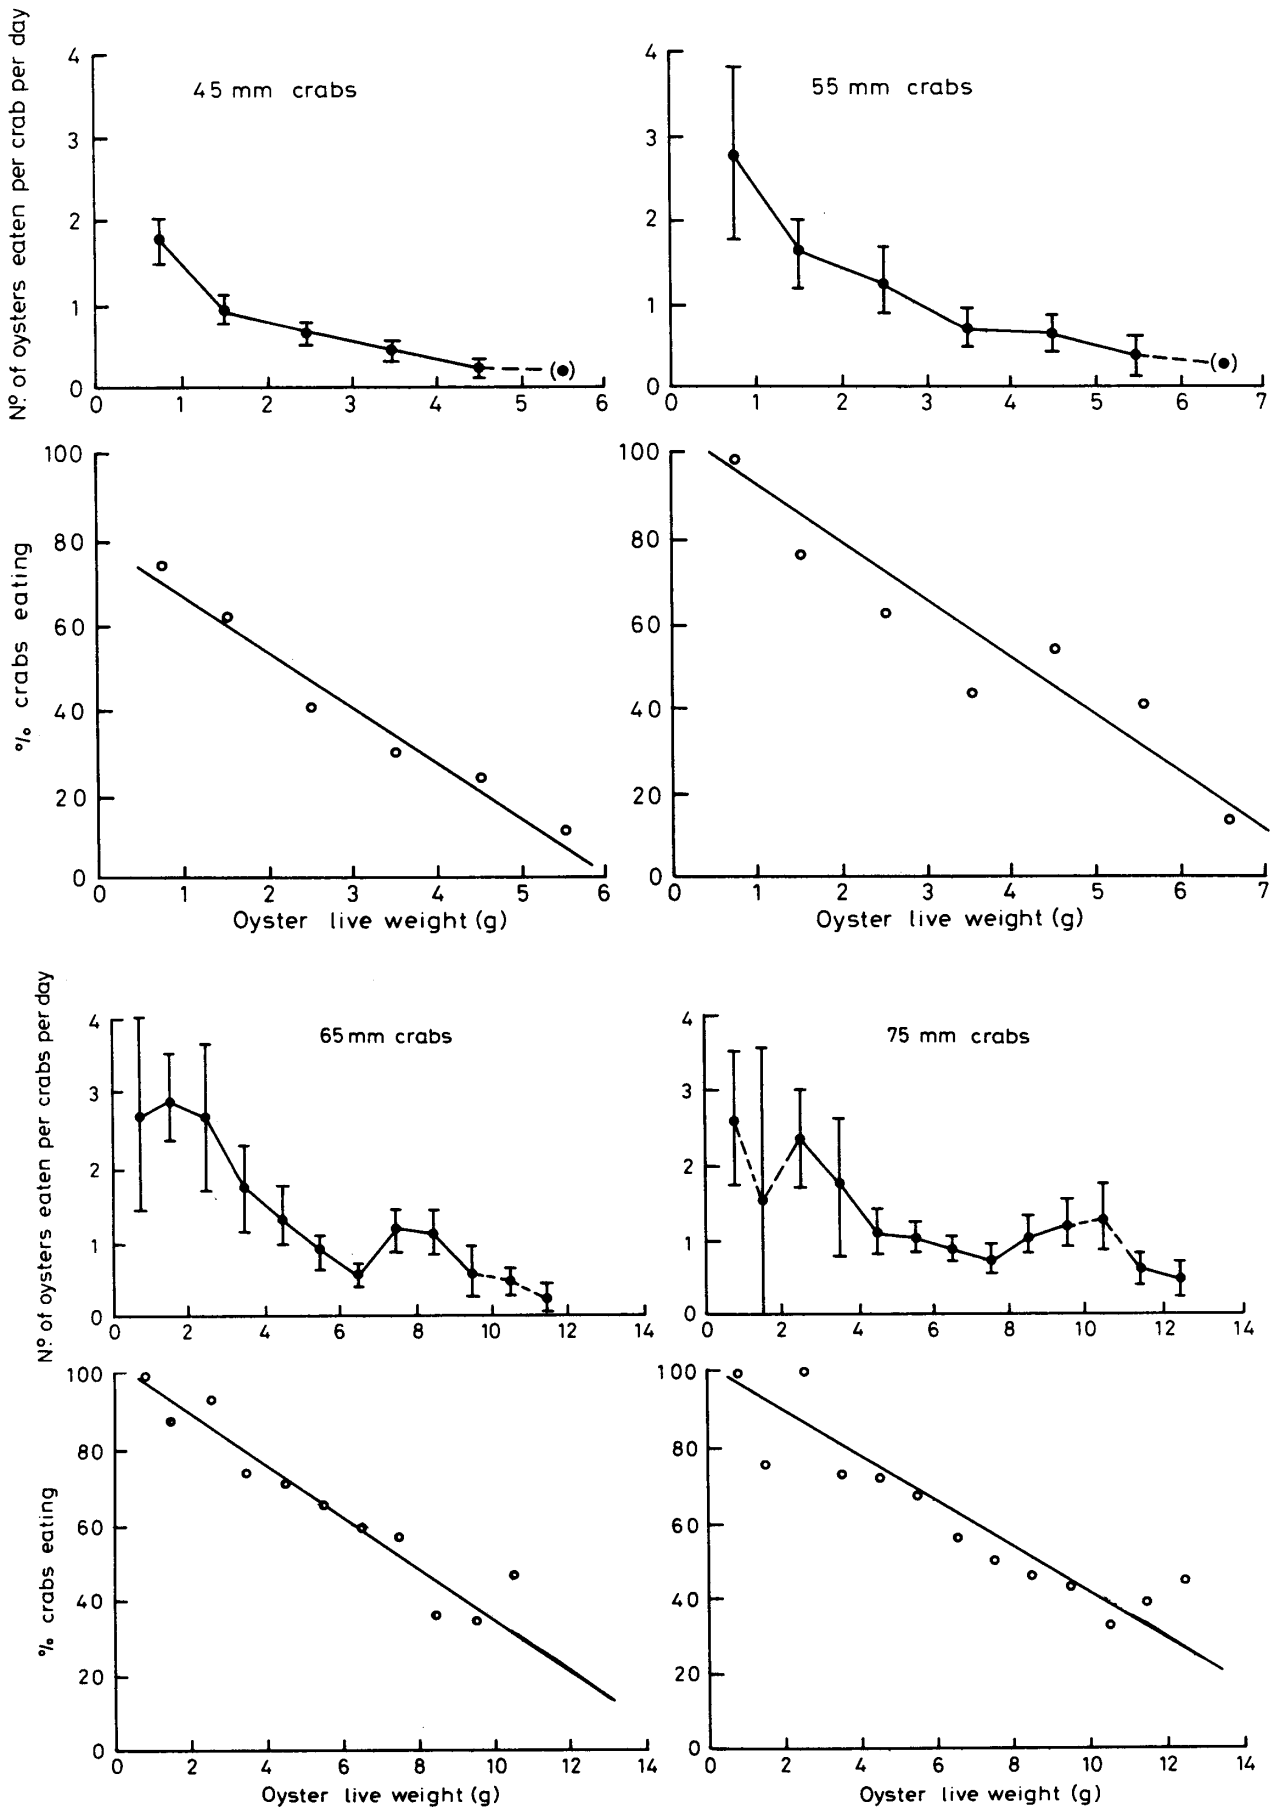 Nº of oysters eaten per crab per day
45 mm crabs
4
3
2
1
0
0 1 2 3 4 5 6
55 mm crabs
4
3
2
1
0
0 1 2 3 4 5 6 7
% crabs eating
100
80
60
40
20
0
0 1 2 3 4 5 6
Oyster live weight (g)
100
80
60
40
20
0
0 1 2 3 4 5 6 7
Oyster live weight (g)
Nº of oysters eaten per crabs per day
65 mm crabs
4
3
2
1
0
0 2 4 6 8 10 12 14
75 mm crabs
4
3
2
1
0
0 2 4 6 8 10 12 14
% crabs eating
100
80
60
40
20
0
0 2 4 6 8 10 12 14
Oyster live weight (g)
100
80
60
40
20
0
0 2 4 6 8 10 12 14
Oyster live weight (g)